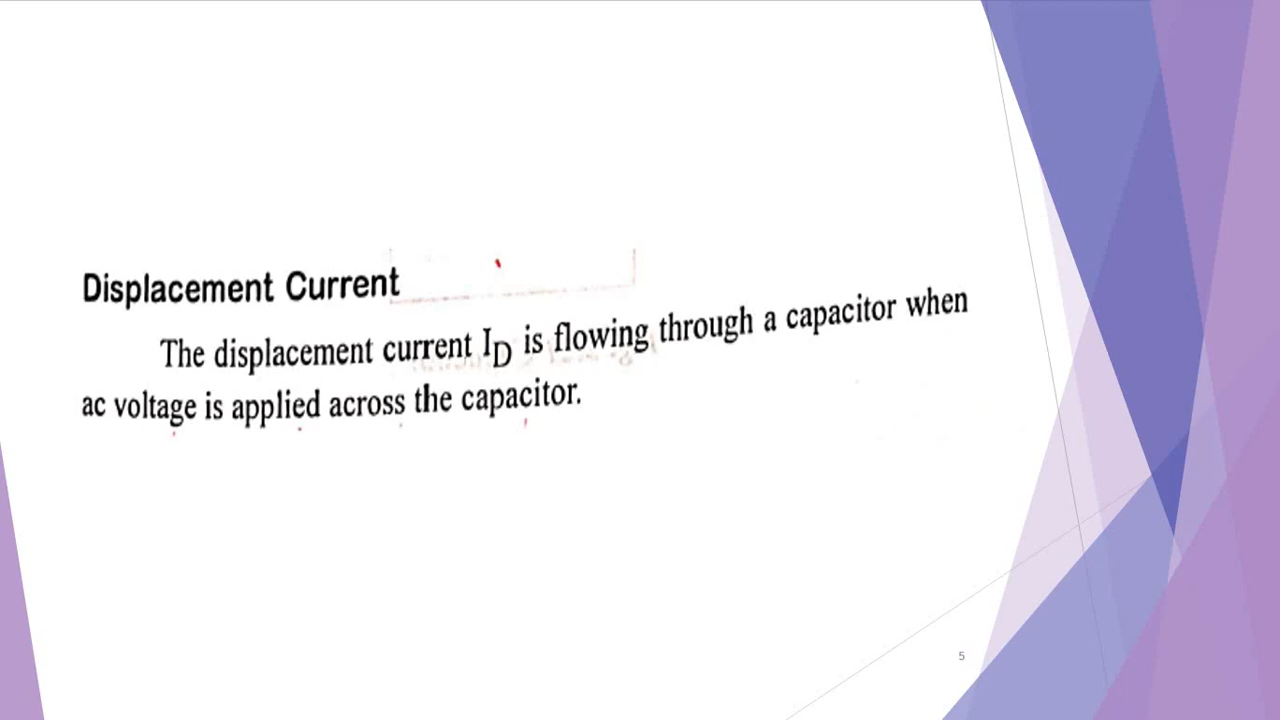 Displacement Current
The displacement current I_D is flowing through a capacitor when
ac voltage is applied across the capacitor.
5